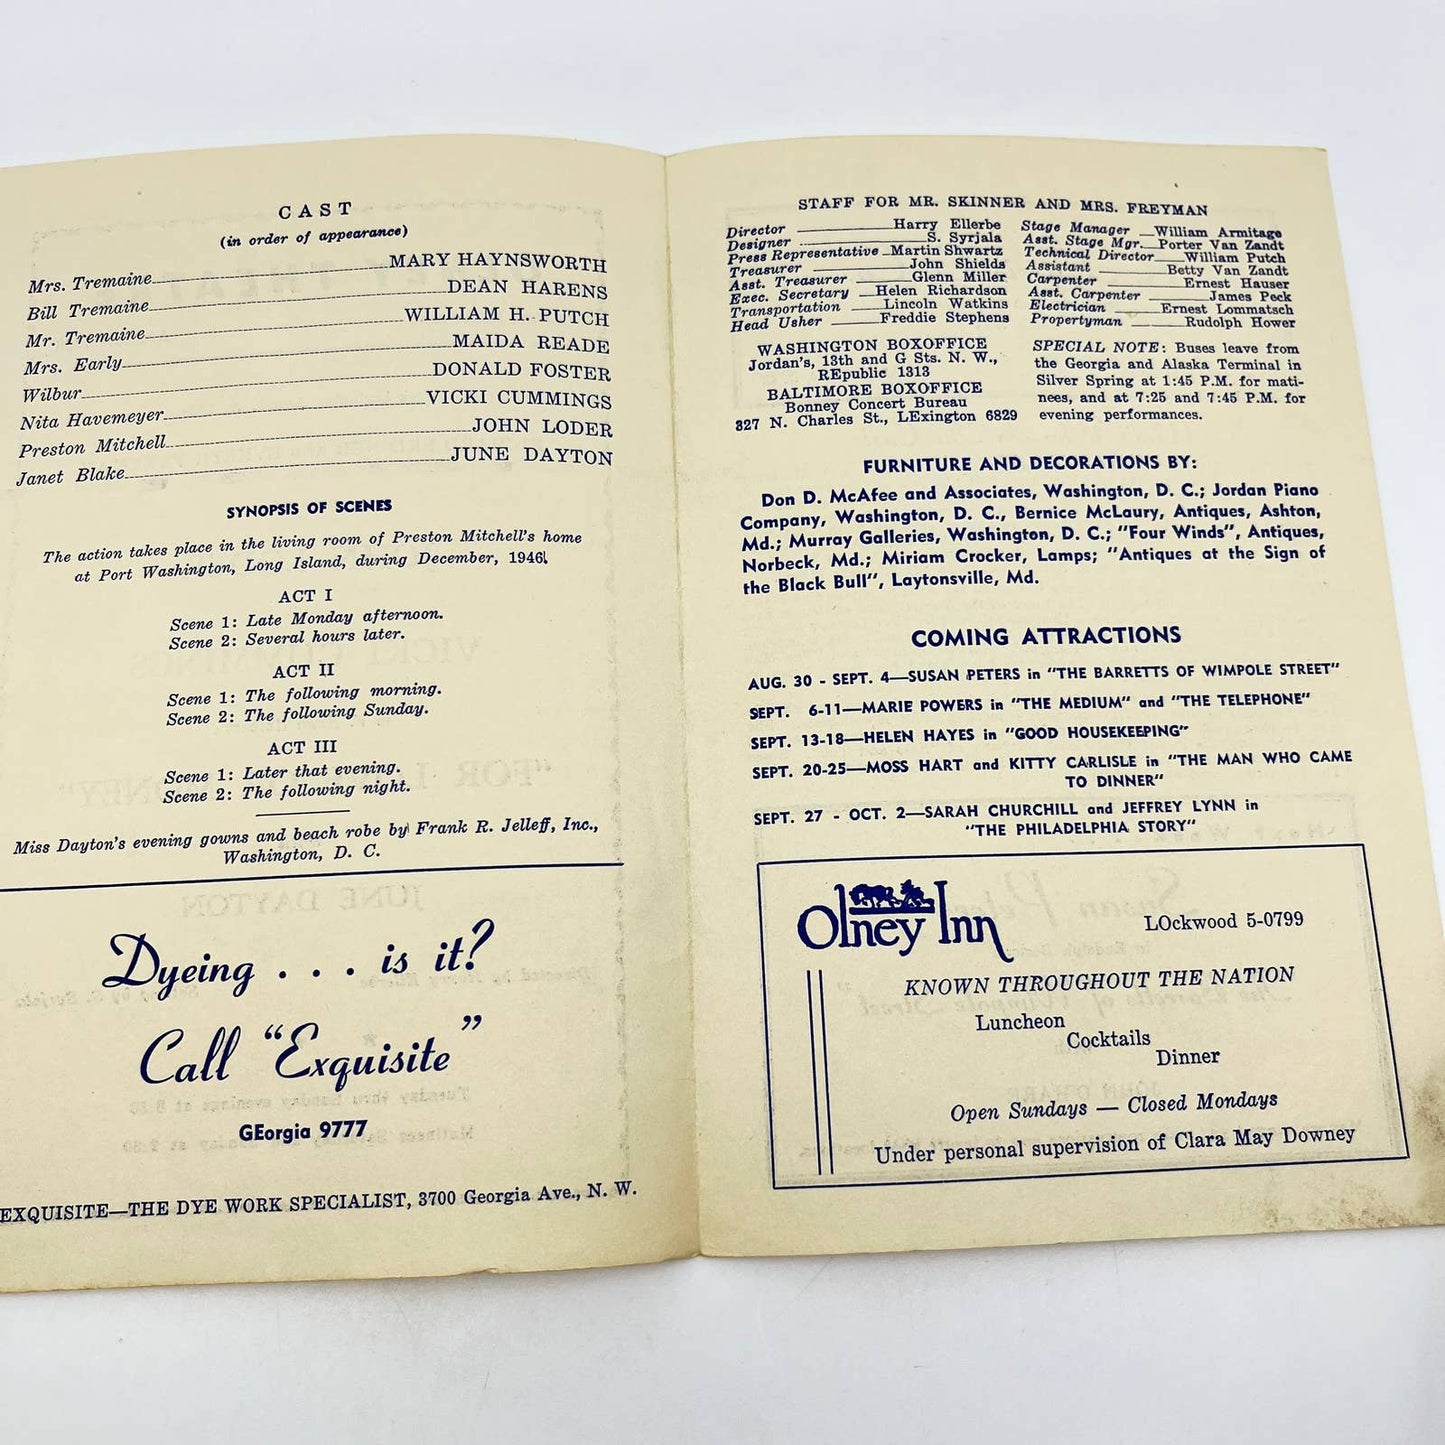 CAST
(in order of appearance)
Mrs. Tremaine MARY HAYNSWORTH
Bill Tremaine DEAN HARENS
Mr. Tremaine WILLIAM H. PUTCH
Mrs. Early MAIDA READE
Wilbur DONALD FOSTER
Nita Havemeyer VICKI CUMMINGS
Preston Mitchell JOHN LODER
Janet Blake JUNE DAYTON
SYNOPSIS OF SCENES
The action takes place in the living room of Preston Mitchell's home
at Port Washington, Long Island, during December, 1946.
ACT I
Scene 1: Late Monday afternoon.
Scene 2: Several hours later.
ACT II
Scene 1: The following morning.
Scene 2: The following Sunday.
ACT III
Scene 1: Later that evening.
Scene 2: The following night.
Miss Dayton's evening gowns and beach robe by Frank R. Jelleff, Inc.,
Washington, D. C.
Dyeing . . . is it?
Call "Exquisite"
GEorgia 9777
EXQUISITE—THE DYE WORK SPECIALIST, 3700 Georgia Ave., N. W.
STAFF FOR MR. SKINNER AND MRS. FREYMAN
Director Harry Ellerbe
Designer S. Syrjala
Press Representative Martin Shwartz
Treasurer John Shields
Asst. Treasurer Glenn Miller
Exec. Secretary Helen Richardson
Transportation Lincoln Watkins
Head Usher Freddie Stephens
Stage Manager William Armitage
Asst. Stage Mgr. Porter Van Zandt
Technical Director William Putch
Assistant Betty Van Zandt
Carpenter Ernest Hauser
Asst. Carpenter James Peck
Electrician Ernest Lommatsch
Propertyman Rudolph Hower
WASHINGTON BOXOFFICE
Jordan's, 13th and G Sts. N. W.,
REpublic 1313
BALTIMORE BOXOFFICE
Bonney Concert Bureau
327 N. Charles St., LExington 6829
SPECIAL NOTE: Buses leave from
the Georgia and Alaska Terminal in
Silver Spring at 1:45 P.M. for mati-
nees, and at 7:25 and 7:45 P.M. for
evening performances.
FURNITURE AND DECORATIONS BY:
Don D. McAfee and Associates, Washington, D. C.; Jordan Piano
Company, Washington, D. C., Bernice McLaury, Antiques, Ashton,
Md.; Murray Galleries, Washington, D. C.; "Four Winds", Antiques,
Norbeck, Md.; Miriam Crocker, Lamps; "Antiques at the Sign of
the Black Bull", Laytonsville, Md.
COMING ATTRACTIONS
AUG. 30 - SEPT. 4—SUSAN PETERS in "THE BARRETTS OF WIMPOLE STREET"
SEPT. 6-11—MARIE POWERS in "THE MEDIUM" and "THE TELEPHONE"
SEPT. 13-18—HELEN HAYES in "GOOD HOUSEKEEPING"
SEPT. 20-25—MOSS HART and KITTY CARLISLE in "THE MAN WHO CAME
TO DINNER"
SEPT. 27 - OCT. 2—SARAH CHURCHILL and JEFFREY LYNN in
"THE PHILADELPHIA STORY"
Olney Inn
LOckwood 5-0799
KNOWN THROUGHOUT THE NATION
Luncheon
Cocktails
Dinner
Open Sundays — Closed Mondays
Under personal supervision of Clara May Downey